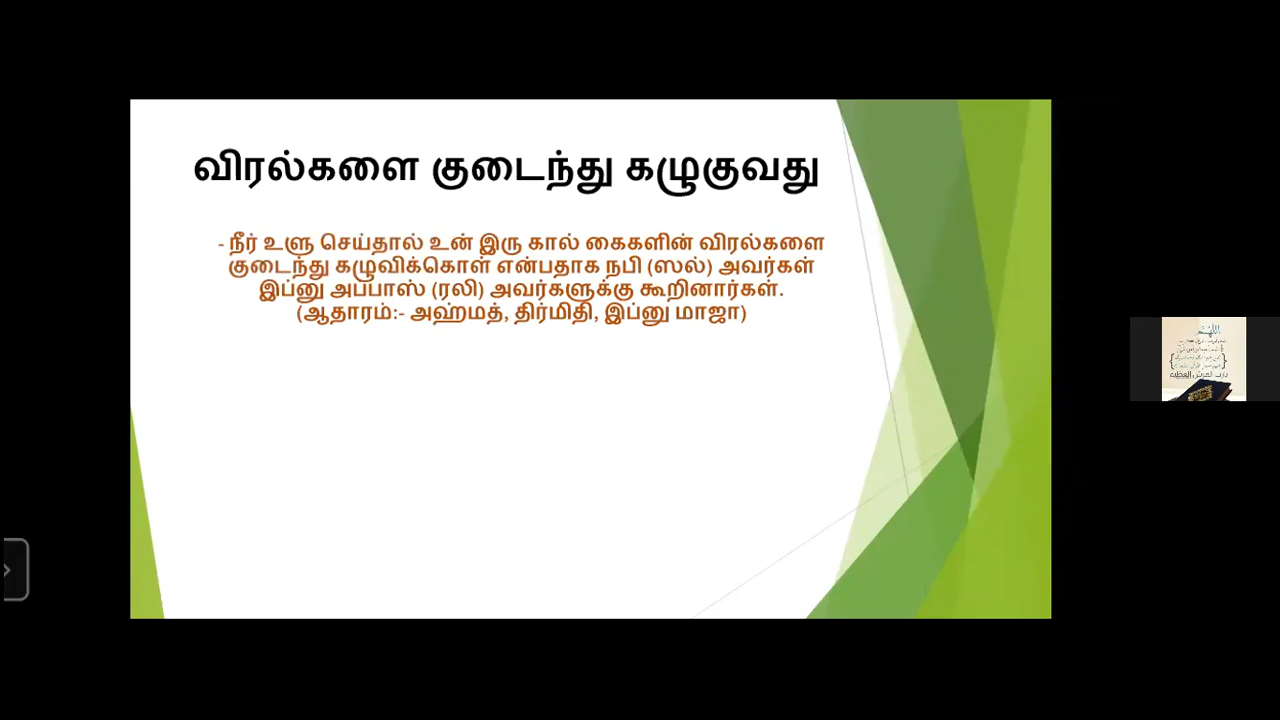 விரல்களை குடைந்து கழுகுவது
- நீர் உளு செய்தால் உன் இரு கால் கைகளின் விரல்களை
குடைந்து கழுவிக்கொள் என்பதாக நபி (ஸல்) அவர்கள்
இப்னு அப்பாஸ் (ரலி) அவர்களுக்கு கூறினார்கள்.
(ஆதாரம்:- அஹ்மத், திர்மிதி, இப்னு மாஜா)
اللهم